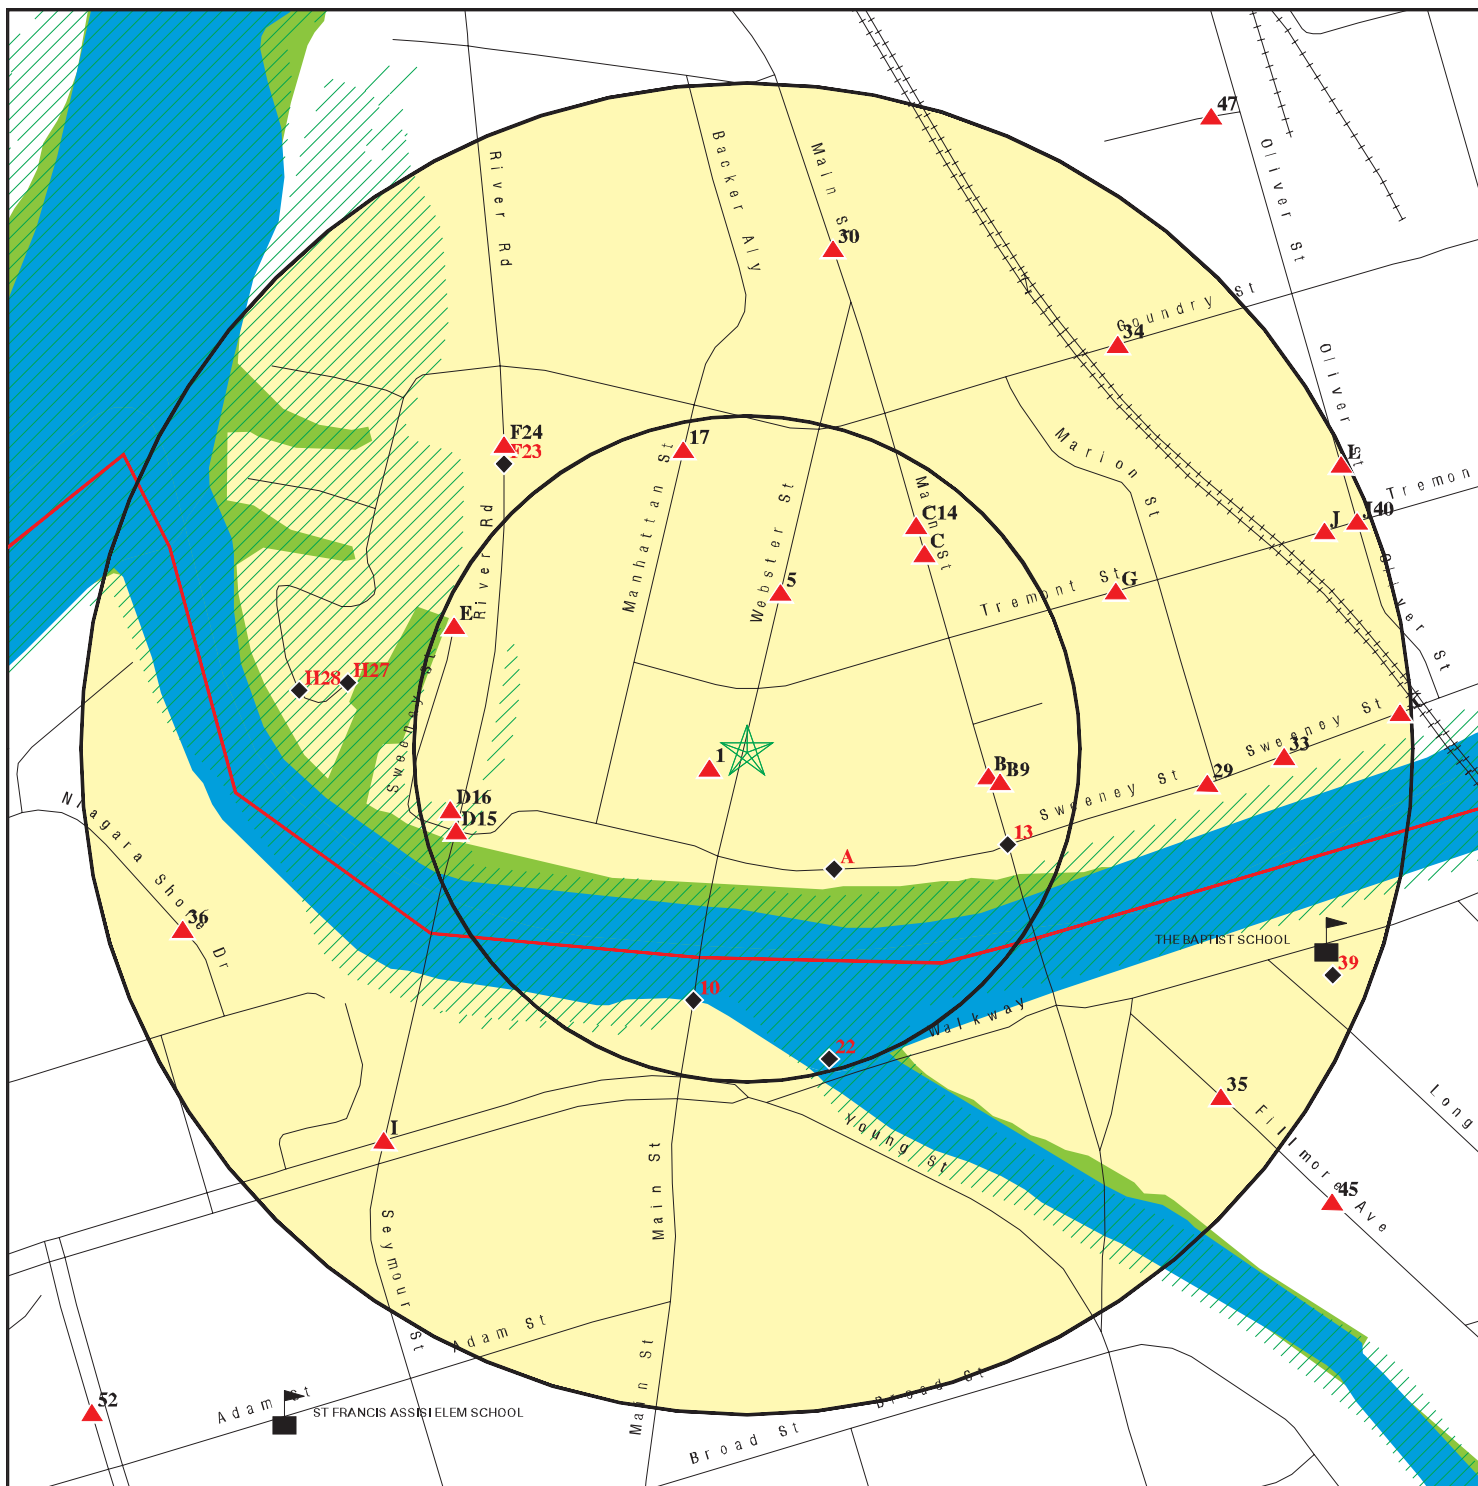 47
Oliver St
River Rd
Backer Aly
Main St
30
Goundry St
34
Oliver St
F24
F23
17
L
Tremon
J
J40
Marion St
Main St
C14
C
Manhattan St
Webster St
5
River Rd
Tremont St
G
Oliver St
E
H28
H27
Sweeney St
1
B
B9
Sweeney St
33
29
Sweeney St
D16
D15
13
A
Niagara Shore Dr
36
THE BAPTIST SCHOOL
39
10
Walkway
22
35
Fillmore Ave
Long
Young St
I
45
Main St
Seymour St
Adam St
Main St
Broad St
52
Adam St
ST FRANCIS ASSISI ELEM SCHOOL
Broad St